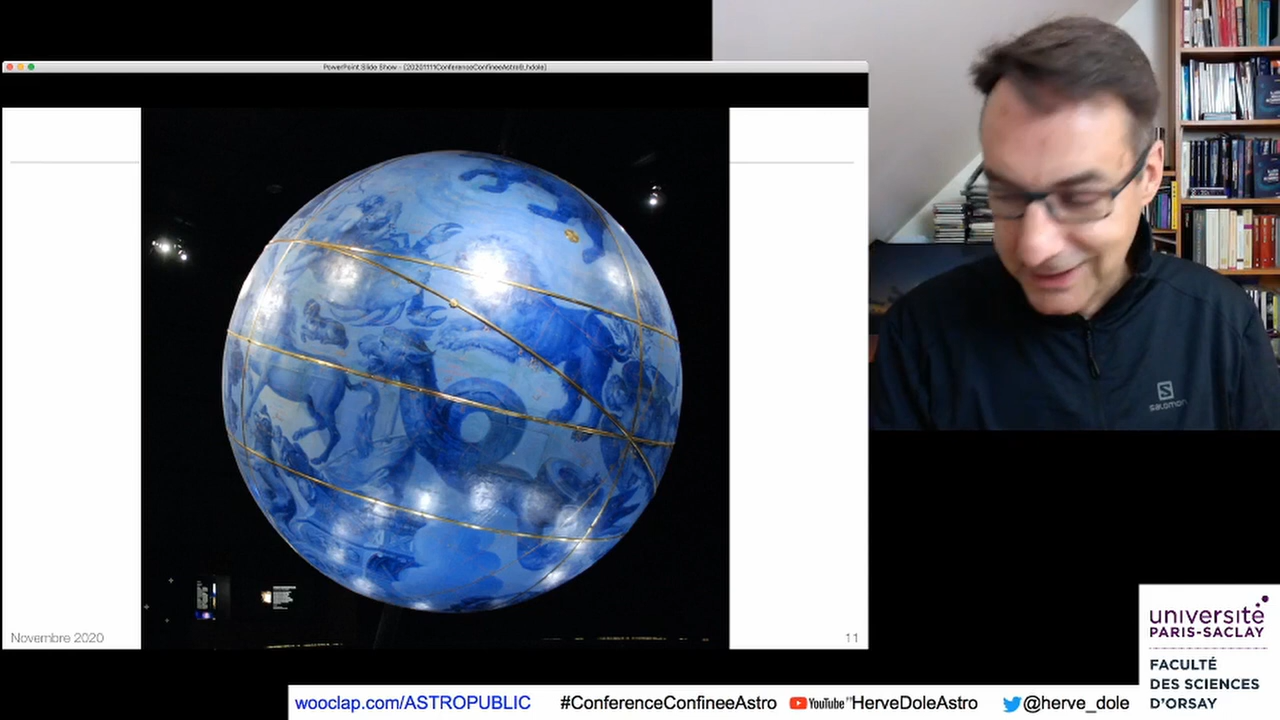 PowerPoint Slide Show - [20201111ConferenceConfineeAstro8_hdole]
Novembre 2020
11
S
salomon
université
PARIS-SACLAY
FACULTÉ
DES SCIENCES
D'ORSAY
wooclap.com/ASTROPUBLIC
#ConferenceConfineeAstro
YouTube HerveDoleAstro
@herve_dole